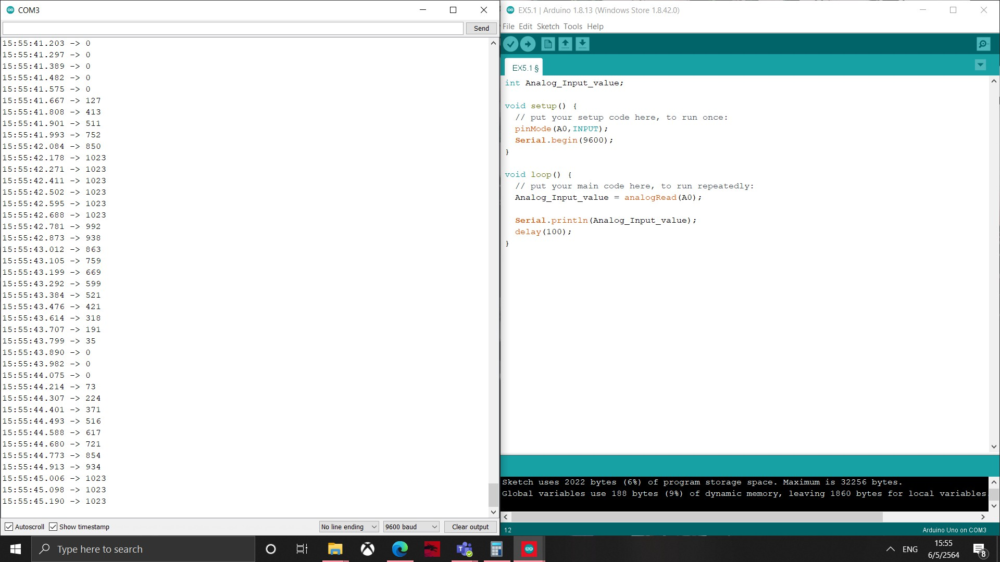 COM3
Send
15:55:41.203 -> 0
15:55:41.297 -> 0
15:55:41.389 -> 0
15:55:41.482 -> 0
15:55:41.575 -> 0
15:55:41.667 -> 127
15:55:41.808 -> 413
15:55:41.901 -> 511
15:55:41.993 -> 752
15:55:42.084 -> 850
15:55:42.178 -> 1023
15:55:42.271 -> 1023
15:55:42.411 -> 1023
15:55:42.502 -> 1023
15:55:42.595 -> 1023
15:55:42.688 -> 1023
15:55:42.781 -> 992
15:55:42.873 -> 938
15:55:43.012 -> 863
15:55:43.105 -> 759
15:55:43.199 -> 669
15:55:43.292 -> 599
15:55:43.384 -> 521
15:55:43.476 -> 421
15:55:43.614 -> 318
15:55:43.707 -> 191
15:55:43.799 -> 35
15:55:43.890 -> 0
15:55:43.982 -> 0
15:55:44.075 -> 0
15:55:44.214 -> 73
15:55:44.307 -> 224
15:55:44.401 -> 371
15:55:44.493 -> 516
15:55:44.588 -> 617
15:55:44.680 -> 721
15:55:44.773 -> 854
15:55:44.913 -> 934
15:55:45.006 -> 1023
15:55:45.098 -> 1023
15:55:45.190 -> 1023
Autoscroll Show timestamp No line ending 9600 baud Clear output
EX5.1 | Arduino 1.8.13 (Windows Store 1.8.42.0)
File Edit Sketch Tools Help
EX5.1 §
int Analog_Input_value;
void setup() {
// put your setup code here, to run once:
pinMode(A0,INPUT);
Serial.begin(9600);
}
void loop() {
// put your main code here, to run repeatedly:
Analog_Input_value = analogRead(A0);
Serial.println(Analog_Input_value);
delay(100);
}
Sketch uses 2022 bytes (6%) of program storage space. Maximum is 32256 bytes.
Global variables use 188 bytes (9%) of dynamic memory, leaving 1860 bytes for local variables
12
Arduino Uno on COM3
Type here to search
ENG
15:55
6/5/2564
8